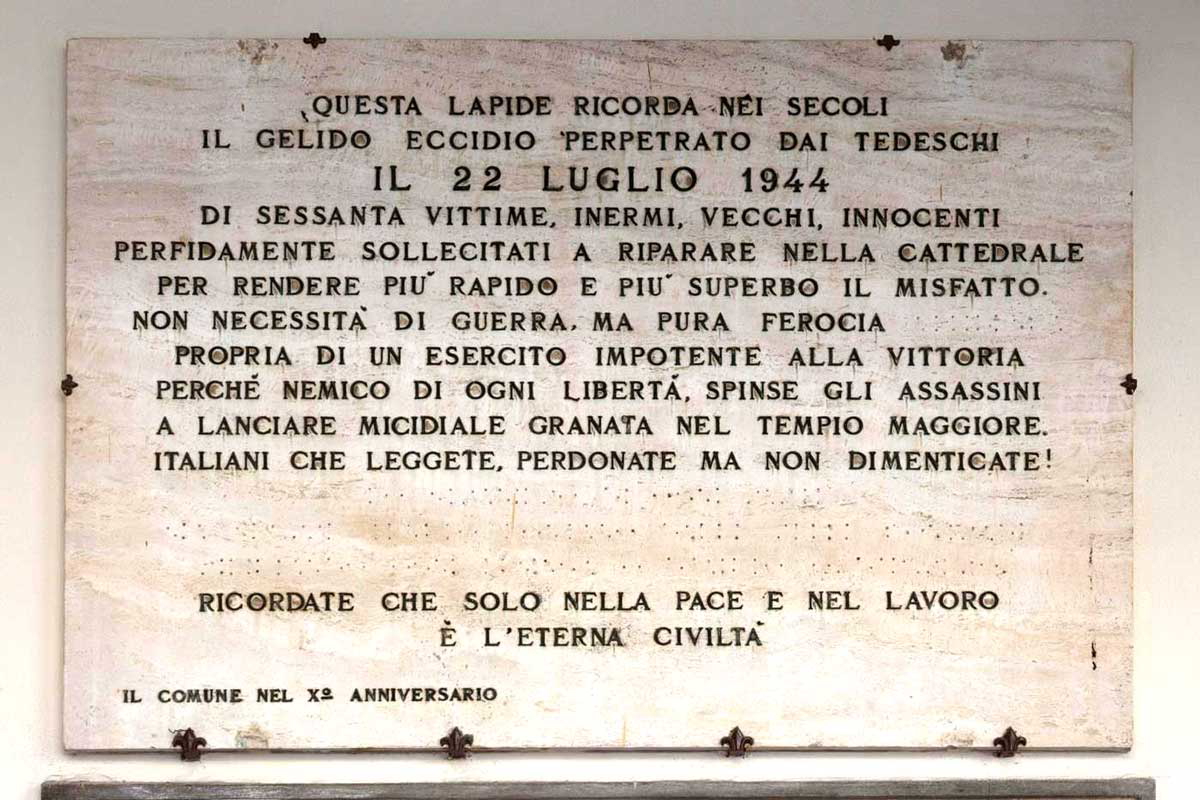 QUESTA LAPIDE RICORDA NEI SECOLI
IL GELIDO ECCIDIO PERPETRATO DAI TEDESCHI
IL 22 LUGLIO 1944
DI SESSANTA VITTIME, INERMI, VECCHI, INNOCENTI
PERFIDAMENTE SOLLECITATI A RIPARARE NELLA CATTEDRALE
PER RENDERE PIÙ RAPIDO E PIÙ SUPERBO IL MISFATTO.
NON NECESSITÀ DI GUERRA, MA PURA FEROCIA
PROPRIA DI UN ESERCITO IMPOTENTE ALLA VITTORIA
PERCHÉ NEMICO DI OGNI LIBERTÁ, SPINSE GLI ASSASSINI
A LANCIARE MICIDIALE GRANATA NEL TEMPIO MAGGIORE.
ITALIANI CHE LEGGETE, PERDONATE MA NON DIMENTICATE!
RICORDATE CHE SOLO NELLA PACE E NEL LAVORO
È L'ETERNA CIVILTÀ
IL COMUNE NEL Xº ANNIVERSARIO